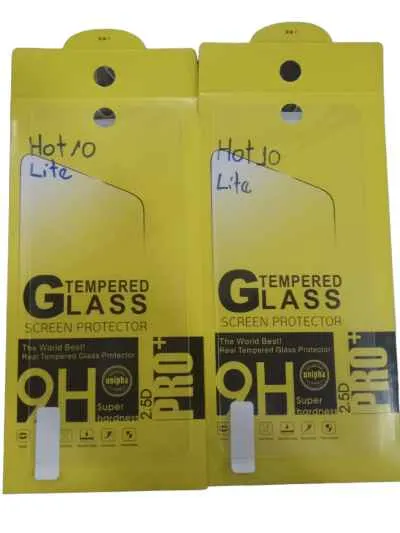 Hot 10
Lite
GLASS
TEMPERED
SCREEN PROTECTOR
The World Best!
Real Tempered Glass Protector
9H
unipha
Super
hardness
2.5D
PRO+
Hot 10
Lite
GLASS
TEMPERED
SCREEN PROTECTOR
The World Best!
Real Tempered Glass Protector
9H
unipha
Super
hardness
2.5D
PRO+